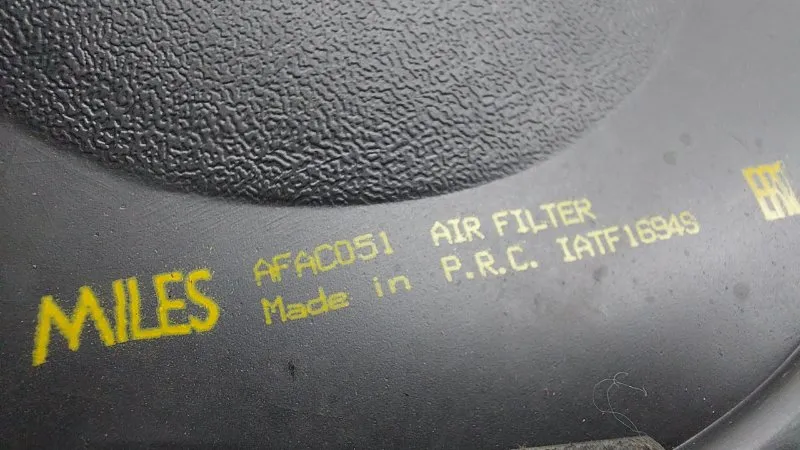 MILES
AFAC051 AIR FILTER
Made in P.R.C. IATF16949